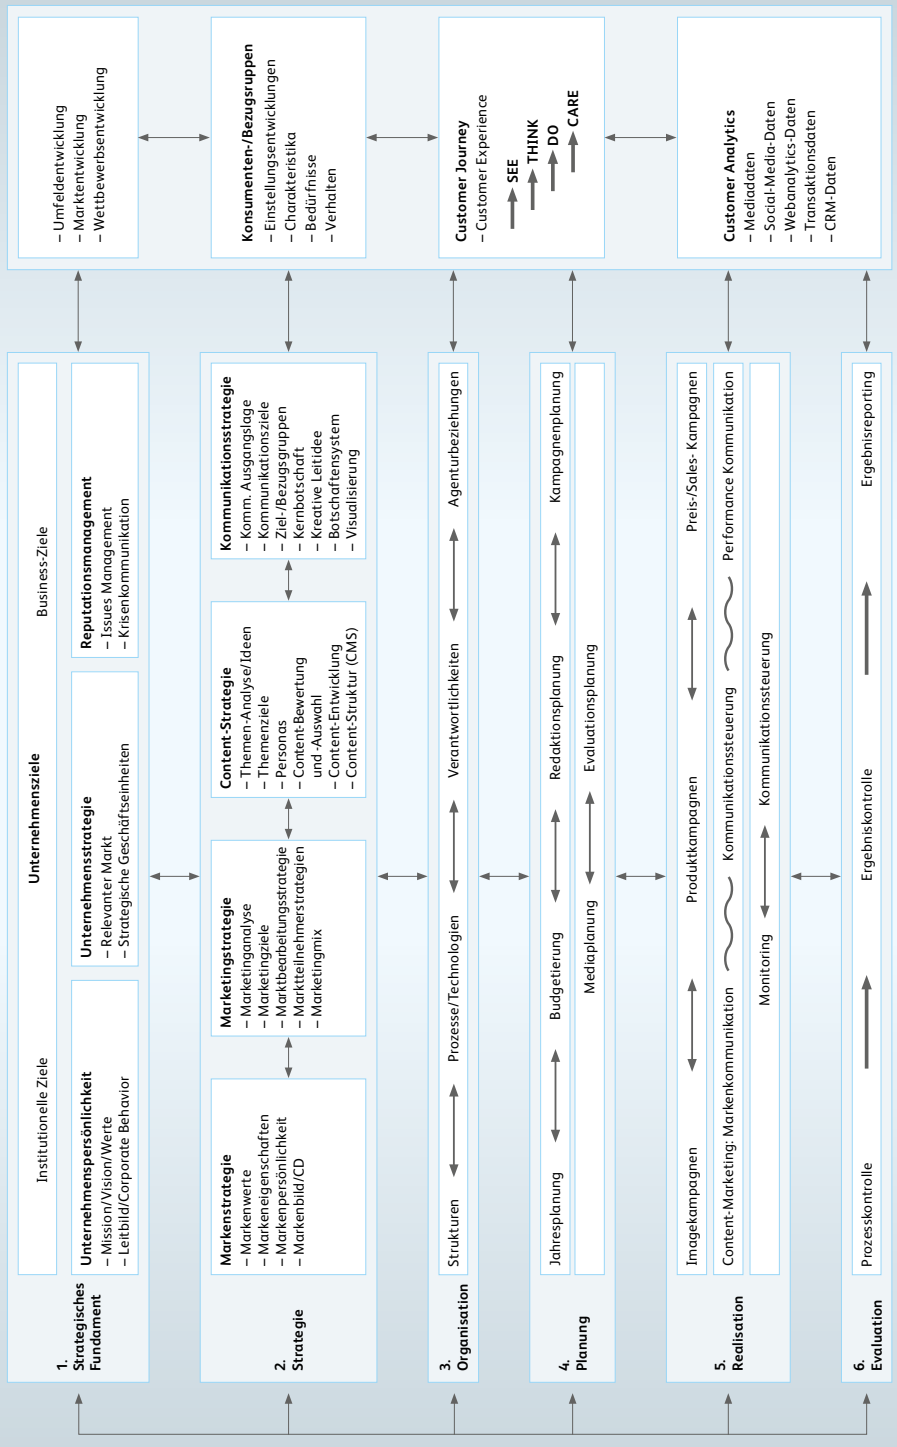 1.
Strategisches
Fundament
Unternehmensziele
Institutionelle Ziele
Business-Ziele
Unternehmenspersönlichkeit
– Mission/Vision/Werte
– Leitbild/Corporate Behavior
Unternehmensstrategie
– Relevanter Markt
– Strategische Geschäftseinheiten
Reputationsmanagement
– Issues Management
– Krisenkommunikation
– Umfeldentwicklung
– Marktentwicklung
– Wettbewerbsentwicklung
2.
Strategie
Markenstrategie
– Markenwerte
– Markeneigenschaften
– Markenpersönlichkeit
– Markenbild/CD
Marketingstrategie
– Marketinganalyse
– Marketingziele
– Marktbearbeitungsstrategie
– Marktteilnehmerstrategien
– Marketingmix
Content-Strategie
– Themen-Analyse/Ideen
– Themenziele
– Personas
– Content-Bewertung
und -Auswahl
– Content-Entwicklung
– Content-Struktur (CMS)
Kommunikationsstrategie
– Komm. Ausgangslage
– Kommunikationsziele
– Ziel-/Bezugsgruppen
– Kernbotschaft
– Kreative Leitidee
– Botschaftensystem
– Visualisierung
Konsumenten-/Bezugsruppen
– Einstellungsentwicklungen
– Charakteristika
– Bedürfnisse
– Verhalten
3.
Organisation
Strukturen
Prozesse/Technologien
Verantwortlichkeiten
Agenturbeziehungen
Customer Journey
– Customer Experience
SEE
THINK
DO
CARE
4.
Planung
Jahresplanung
Budgetierung
Redaktionsplanung
Kampagnenplanung
Mediaplanung
Evaluationsplanung
5.
Realisation
Imagekampagnen
Produktkampagnen
Preis-/Sales- Kampagnen
Content-Marketing: Markenkommunikation
Kommunikationssteuerung
Performance Kommunikation
Monitoring
Kommunikationssteuerung
Customer Analytics
– Mediadaten
– Social-Media-Daten
– Webanalytics-Daten
– Transaktionsdaten
– CRM-Daten
6.
Evaluation
Prozesskontrolle
Ergebniskontrolle
Ergebnisreporting